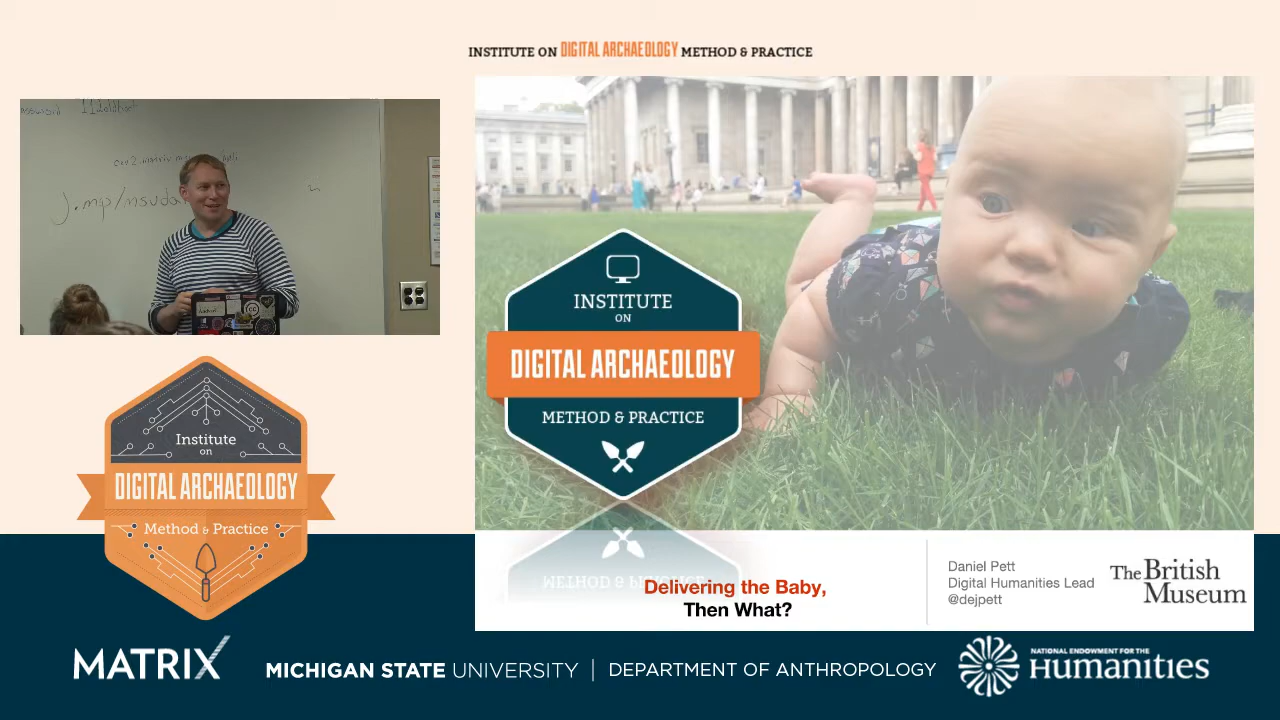 INSTITUTE ON DIGITAL ARCHAEOLOGY METHOD & PRACTICE
j.mp/msuda
INSTITUTE
ON
DIGITAL ARCHAEOLOGY
METHOD & PRACTICE
Institute
on
DIGITAL ARCHAEOLOGY
Method & Practice
METHOD & PRACTICE
Delivering the Baby,
Then What?
Daniel Pett
Digital Humanities Lead
@dejpett
The British
Museum
MATRIX
MICHIGAN STATE UNIVERSITY | DEPARTMENT OF ANTHROPOLOGY
NATIONAL ENDOWMENT FOR THE
Humanities